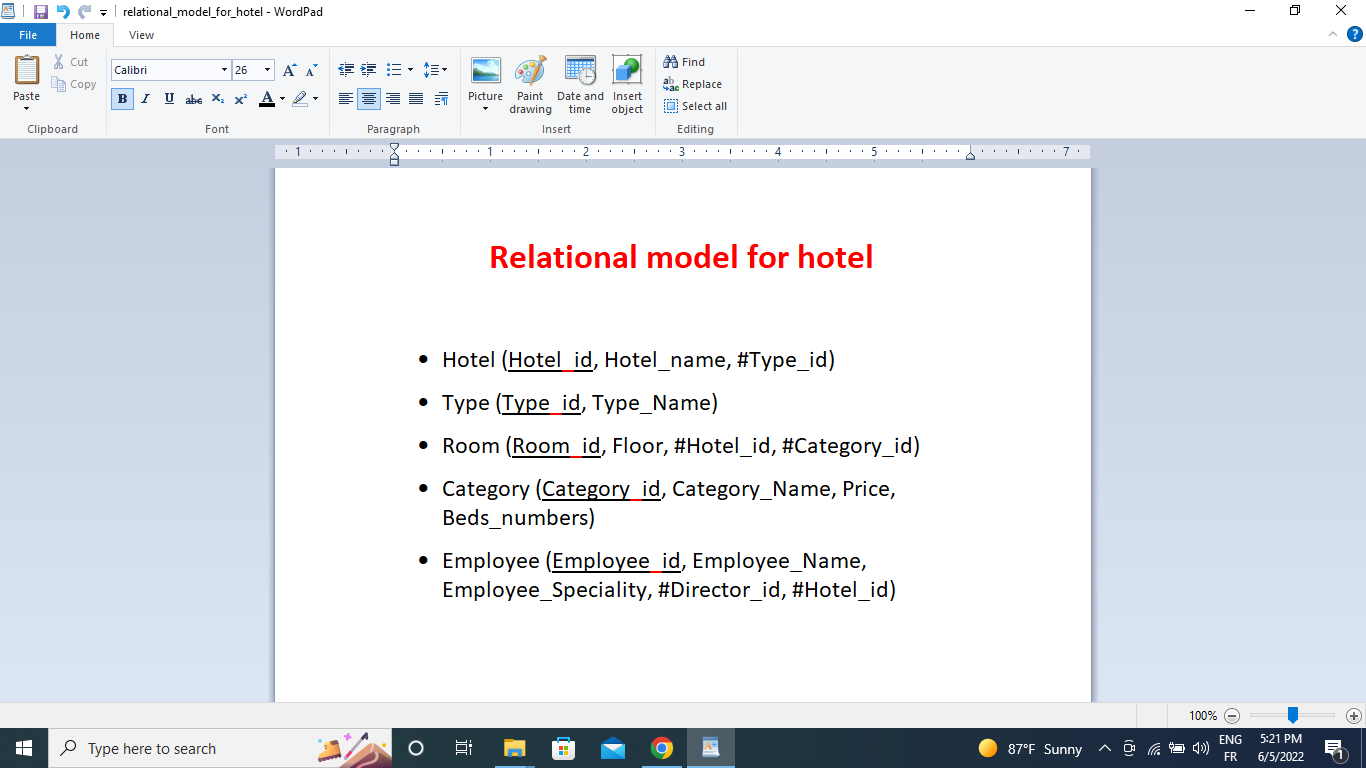 relational_model_for_hotel - WordPad
File Home View
Paste
Cut
Copy
Clipboard
Calibri 26
B I U abc X₂ X² A
Font
Paragraph
Picture
Paint drawing
Date and time
Insert object
Insert
Find
Replace
Select all
Editing
1 1 2 3 4 5 7
Relational model for hotel
• Hotel (Hotel_id, Hotel_name, #Type_id)
• Type (Type_id, Type_Name)
• Room (Room_id, Floor, #Hotel_id, #Category_id)
• Category (Category_id, Category_Name, Price,
Beds_numbers)
• Employee (Employee_id, Employee_Name,
Employee_Speciality, #Director_id, #Hotel_id)
100%
Type here to search
87°F Sunny
ENG
FR
5:21 PM
6/5/2022
1